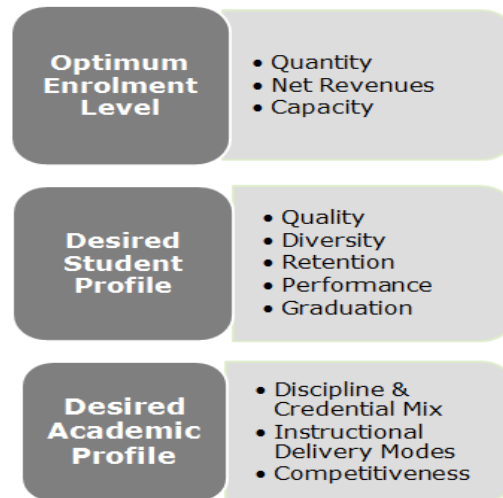 Optimum
Enrolment
Level
• Quantity
• Net Revenues
• Capacity
Desired
Student
Profile
• Quality
• Diversity
• Retention
• Performance
• Graduation
Desired
Academic
Profile
• Discipline &
Credential Mix
• Instructional
Delivery Modes
• Competitiveness